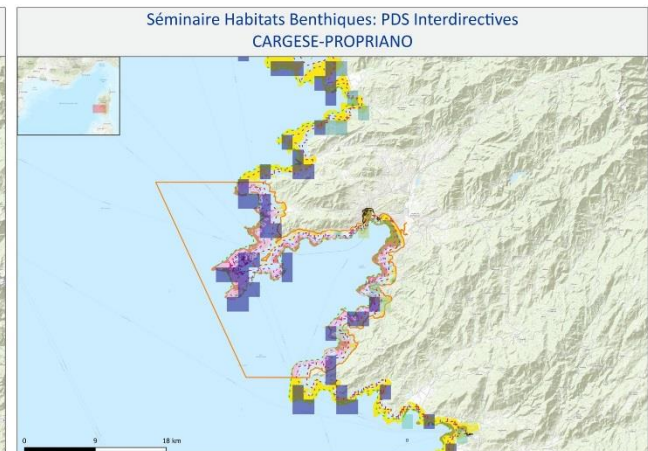 Séminaire Habitats Benthiques: PDS Interdirectives
CARGESE-PROPRIANO
0 9 18 km